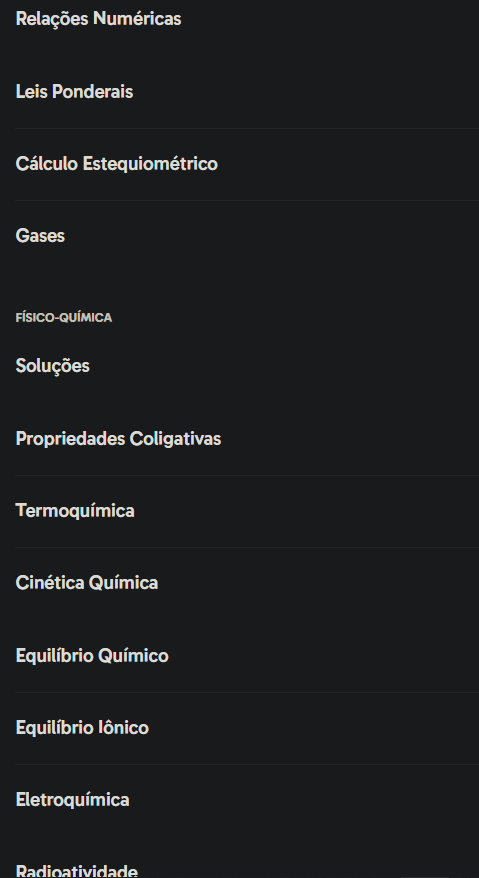 Relações Numéricas
Leis Ponderais
Cálculo Estequiométrico
Gases
FÍSICO-QUÍMICA
Soluções
Propriedades Coligativas
Termoquímica
Cinética Química
Equilíbrio Químico
Equilíbrio Iônico
Eletroquímica
Radioatividade